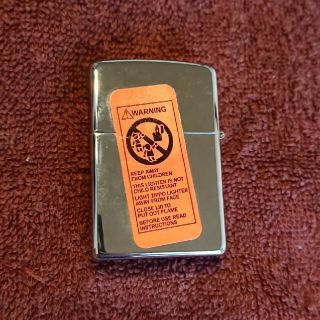 ⚠WARNING
KEEP AWAY
FROM CHILDREN
THIS LIGHTER IS NOT
CHILD RESISTANT
LIGHT ZIPPO LIGHTER
AWAY FROM FACE
CLOSE LID TO
PUT OUT FLAME
BEFORE USE READ
INSTRUCTIONS